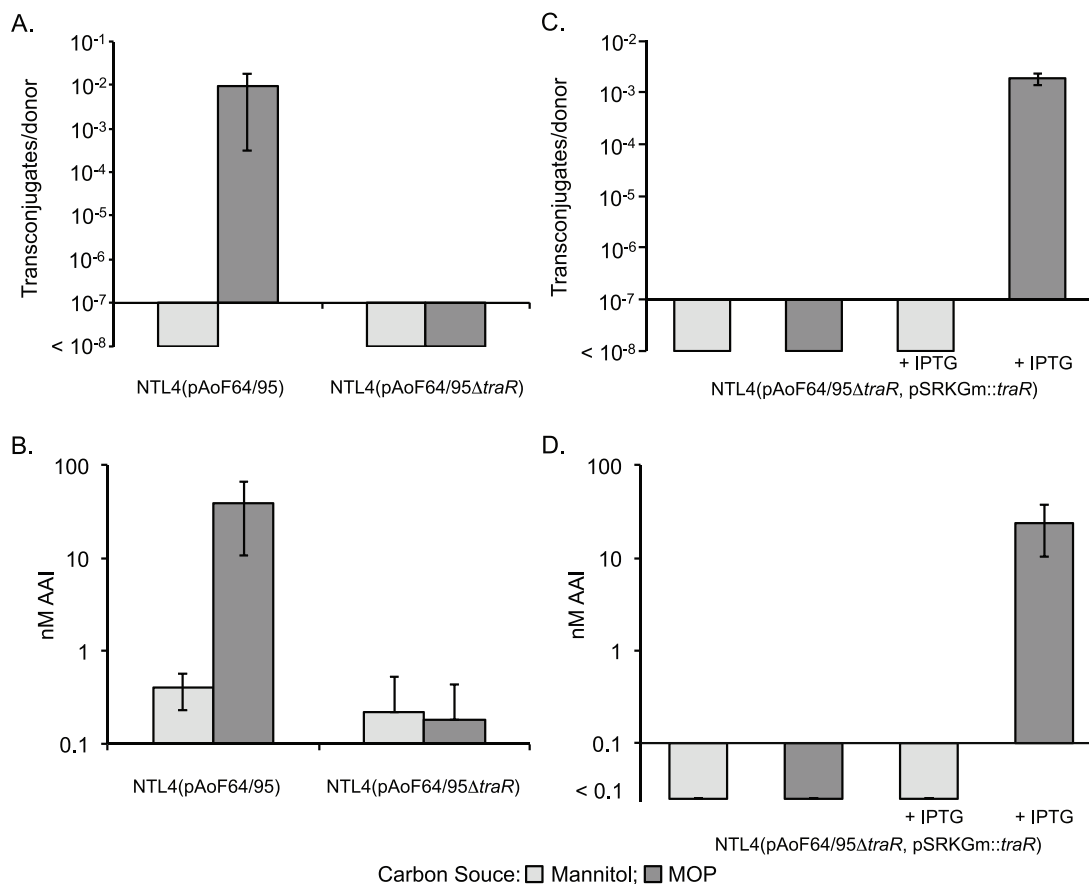 A.
Transconjugates/donor
10-1
10-2
10-3
10-4
10-5
10-6
10-7
< 10-8
NTL4(pAoF64/95)
NTL4(pAoF64/95ΔtraR)
C.
Transconjugates/donor
10-2
10-3
10-4
10-5
10-6
10-7
< 10-8
+ IPTG
+ IPTG
NTL4(pAoF64/95ΔtraR, pSRKGm::traR)
B.
nM AAI
100
10
1
0.1
NTL4(pAoF64/95)
NTL4(pAoF64/95ΔtraR)
D.
nM AAI
100
10
1
0.1
< 0.1
+ IPTG
+ IPTG
NTL4(pAoF64/95ΔtraR, pSRKGm::traR)
Carbon Souce: Mannitol; MOP